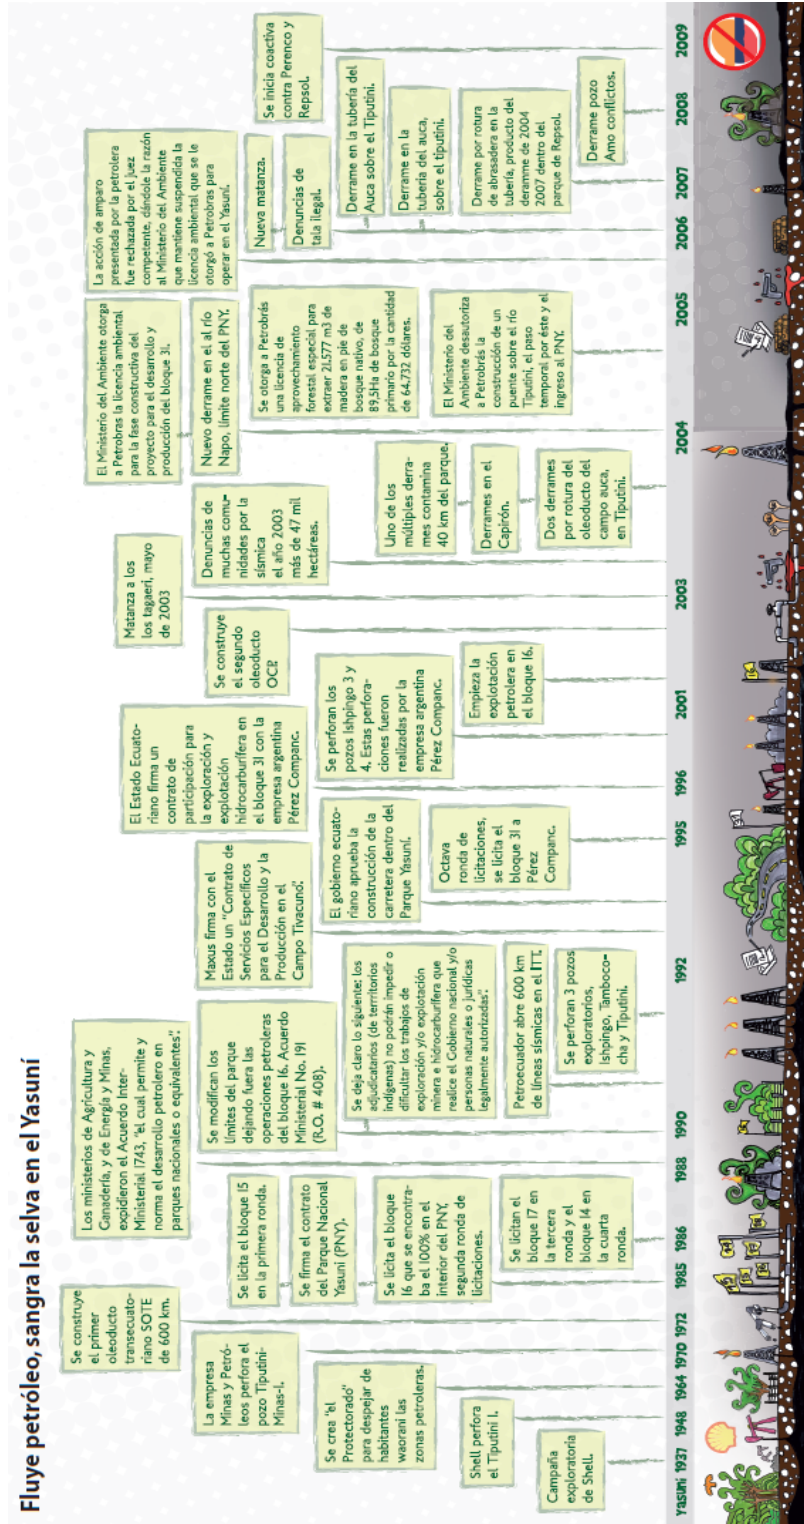 Fluye petróleo, sangra la selva en el Yasuní
Se construye
el primer
oleoducto
transecuato-
riano SOTE
de 600 km.
La empresa
Minas y Petró-
leos perfora el
pozo Tiputini-
Minas-1.
Se crea "el
Protectorado"
para despejar de
habitantes
waorani las
zonas petroleras.
Shell perfora
el Tiputini 1.
Campaña
exploratoria
de Shell.
Los ministerios de Agricultura y
Ganadería, y de Energía y Minas,
expidieron el Acuerdo Inter-
Ministerial 1743, "el cual permite y
norma el desarrollo petrolero en
parques nacionales o equivalentes".
Se licita el bloque 15
en la primera ronda.
Se firma el contrato
del Parque Nacional
Yasuni (PNY).
Se licita el bloque
16 que se encontra-
ba el 100% en el
interior del PNY,
segunda ronda de
licitaciones.
Se licitan el
bloque 17 en
la tercera
ronda y el
bloque 14 en
la cuarta
ronda.
Se modifican los
límites del parque
dejando fuera las
operaciones petroleras
del bloque 16. Acuerdo
Ministerial No. 191
(R.O. # 408).
Se deja claro lo siguiente: los
adjudicatarios (de terrritorios
indígenas) no podrán impedir o
dificultar los trabajos de
exploración y/o explotación
minera e hidrocarburífera que
realice el Gobierno nacional y/o
personas naturales o jurídicas
legalmente autorizadas".
Petroecuador abre 600 km
de líneas sísmicas en el ITT.
Se perforan 3 pozos
exploratorios,
Ishpingo, Tamboco-
cha y Tiputini.
Maxus firma con el
Estado un "Contrato de
Servicios Específicos
para el Desarrollo y la
Producción en el
Campo Tivacuno".
El gobierno ecuato-
riano aprueba la
construcción de la
carretera dentro del
Parque Yasuní.
Octava
ronda de
licitaciones,
se licita el
bloque 31 a
Pérez
Companc.
El Estado Ecuato-
riano firma un
contrato de
participación para
la exploración y
explotación
hidrocarburífera en
el bloque 31 con la
empresa argentina
Pérez Companc.
Se perforan los
pozos Ishpingo 3 y
4. Estas perfora-
ciones fueron
realizadas por la
empresa argentina
Pérez Companc.
Empieza la
explotación
petrolera en
el bloque 16.
Se construye
el segundo
oleoducto
OCP.
Matanza a los
los tagaeri, mayo
de 2003
Denuncias de
muchas comu-
nidades por la
sísmica
el año 2003
más de 47 mil
hectáreas.
Uno de los
múltiples derra-
mes contamina
40 km del parque.
Derrames en el
Capirón.
Dos derrames
por rotura del
oleoducto del
campo auca,
en Tiputini.
El Ministerio del Ambiente otorga
a Petrobras la licencia ambiental
para la fase constructiva del
proyecto para el desarrollo y
producción del bloque 31.
Nuevo derrame en el al río
Napo, límite norte del PNY.
Se otorga a Petrobrás
una licencia de
aprovechamiento
forestal especial para
extraer 21.577 m3 de
madera en pie de
bosque nativo, de
89,5Ha de bosque
primario por la cantidad
de 64.732 dólares.
El Ministerio del
Ambiente desautoriza
a Petrobrás la
construcción de un
puente sobre el río
Tiputini, el paso
temporal por éste y el
ingreso al PNY.
La acción de amparo
presentada por la petrolera
fue rechazada por el juez
competente, dándole la razón
al Ministerio del Ambiente
que mantiene suspendida la
licencia ambiental que se le
otorgó a Petrobras para
operar en el Yasuní.
Nueva matanza.
Denuncias de
tala ilegal.
Se inicia coactiva
contra Perenco y
Repsol.
Derrame en la tubería del
Auca sobre el Tiputini.
Derrame en la
tubería del auca,
sobre el tiputini.
Derrame por rotura
de abrasadera en la
tubería, producto del
deramme de 2004
2007 dentro del
parque de Repsol.
Derrame pozo
Amo conflictos.
Yasuni 1937 1948 1964 1970 1972 1985 1986 1988 1990 1992 1995 1996 2001 2003 2004 2005 2006 2007 2008 2009